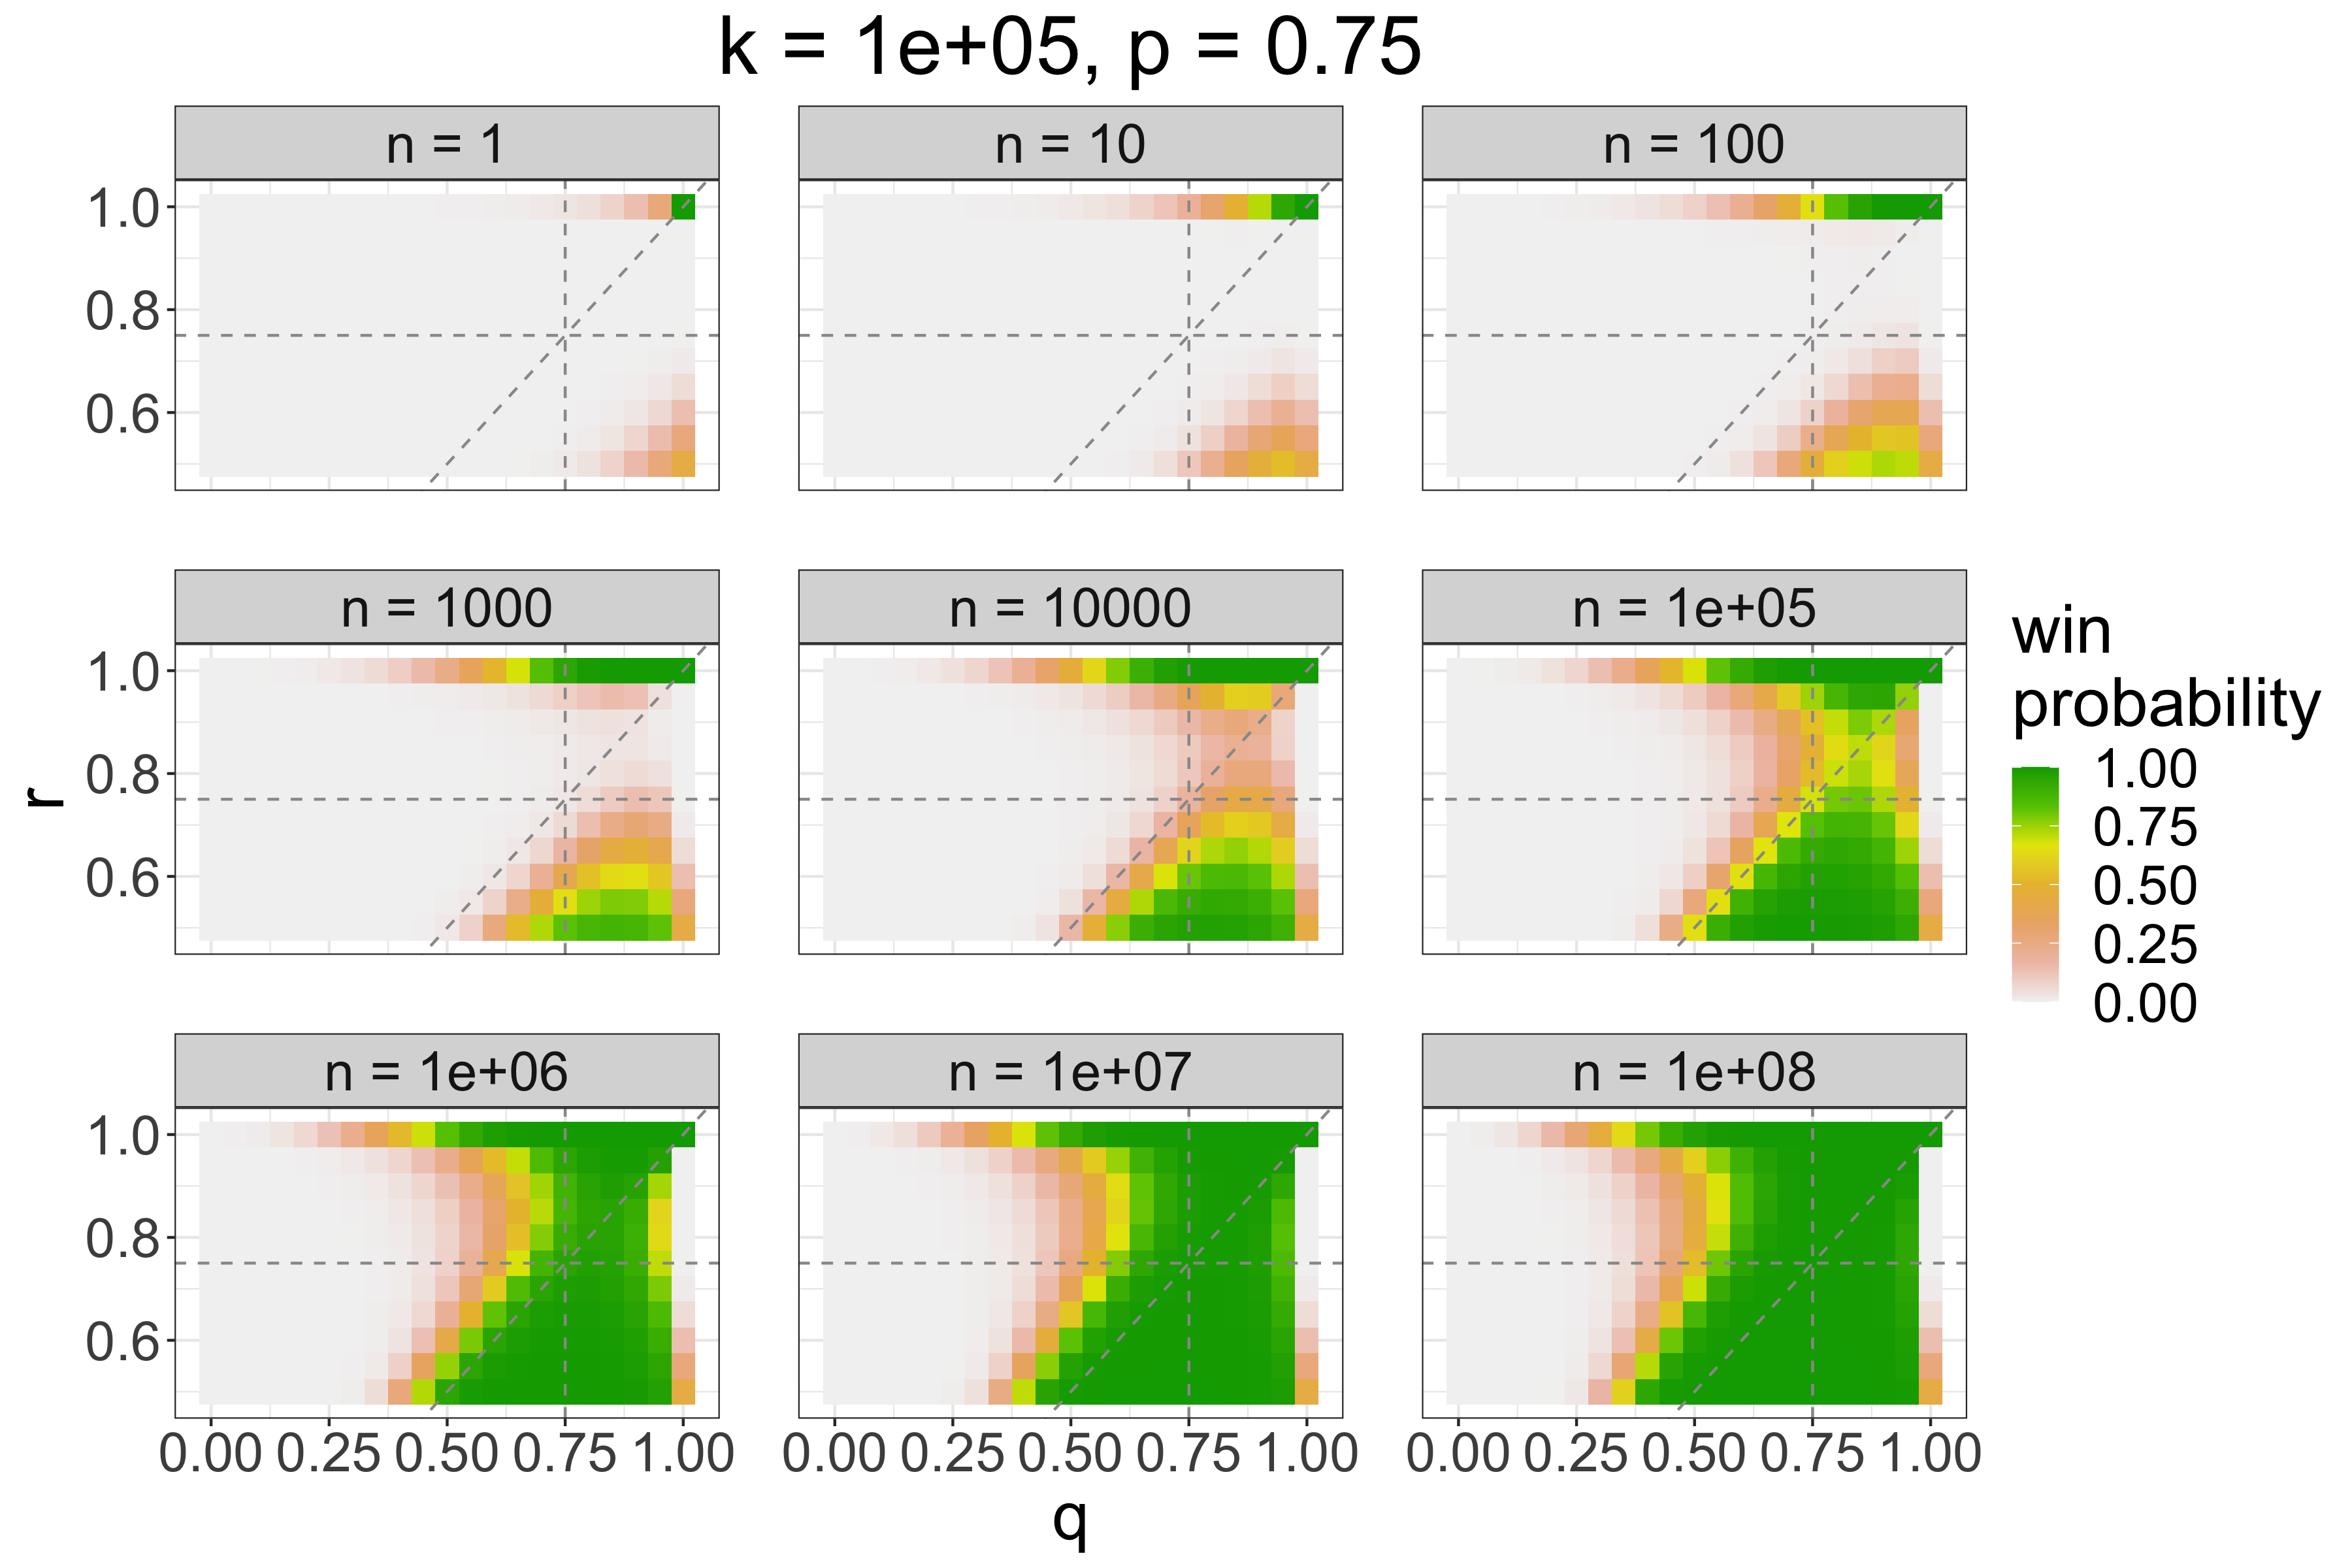 k = 1e+05, p = 0.75
n = 1
n = 10
n = 100
1.0
0.8
0.6
n = 1000
n = 10000
n = 1e+05
1.0
0.8
0.6
r
win
probability
1.00
0.75
0.50
0.25
0.00
n = 1e+06
n = 1e+07
n = 1e+08
1.0
0.8
0.6
0.00 0.25 0.50 0.75 1.00
0.00 0.25 0.50 0.75 1.00
0.00 0.25 0.50 0.75 1.00
q